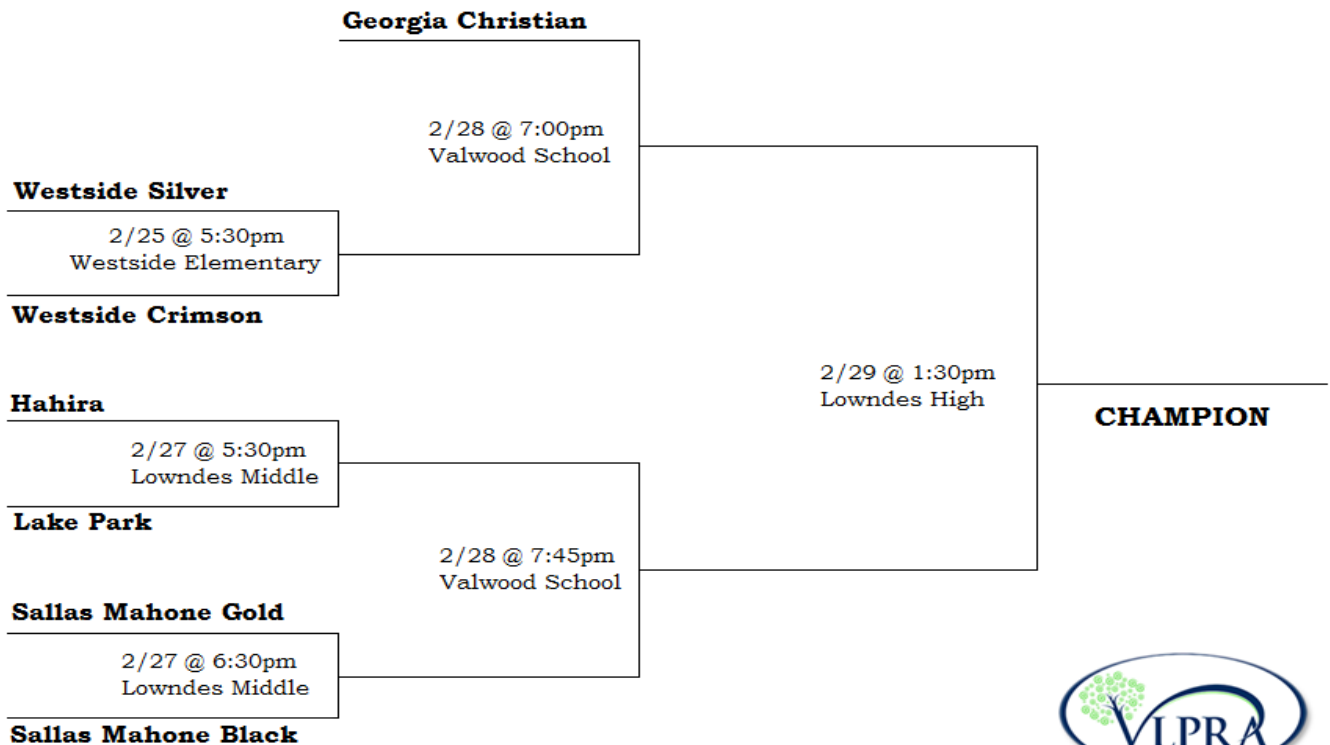 Georgia Christian
2/28 @ 7:00pm
Valwood School
Westside Silver
2/25 @ 5:30pm
Westside Elementary
Westside Crimson
Hahira
2/27 @ 5:30pm
Lowndes Middle
Lake Park
2/29 @ 1:30pm
Lowndes High
CHAMPION
2/28 @ 7:45pm
Valwood School
Sallas Mahone Gold
2/27 @ 6:30pm
Lowndes Middle
Sallas Mahone Black
VLPRA